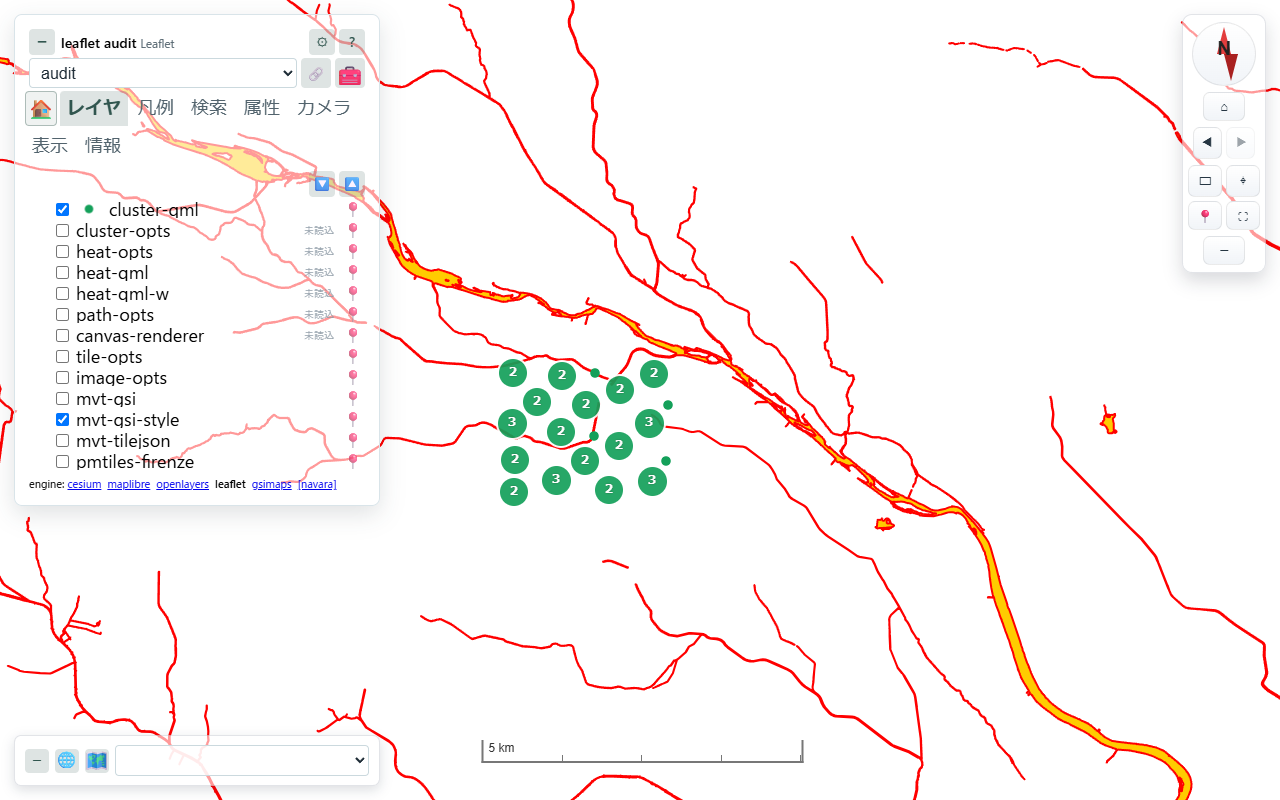 − leaflet audit Leaflet ⚙ ?
audit
レイヤ 凡例 検索 属性 カメラ
表示 情報
cluster-qml
cluster-opts 未読込
heat-opts 未読込
heat-qml 未読込
heat-qml-w 未読込
path-opts 未読込
canvas-renderer 未読込
tile-opts
image-opts
mvt-gsi
mvt-gsi-style
mvt-tilejson
pmtiles-firenze
engine: cesium maplibre openlayers leaflet gsimaps [navara]
N
2 2 2 2
2 2
3 2 3
2
2 2
3 2 3
2
5 km